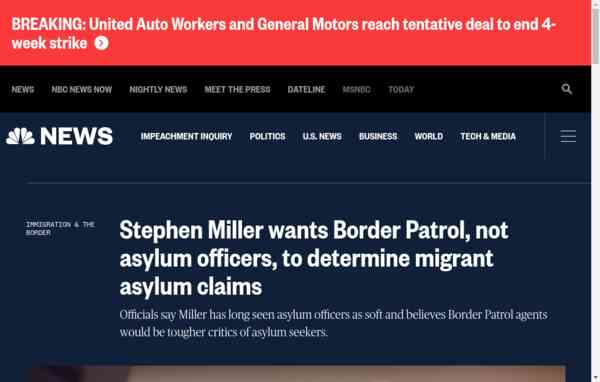 BREAKING: United Auto Workers and General Motors reach tentative deal to end 4-
week strike
NEWS NBC NEWS NOW NIGHTLY NEWS MEET THE PRESS DATELINE MSNBC TODAY
NEWS IMPEACHMENT INQUIRY POLITICS U.S. NEWS BUSINESS WORLD TECH & MEDIA
IMMIGRATION & THE
BORDER
Stephen Miller wants Border Patrol, not
asylum officers, to determine migrant
asylum claims
Officials say Miller has long seen asylum officers as soft and believes Border Patrol agents
would be tougher critics of asylum seekers.